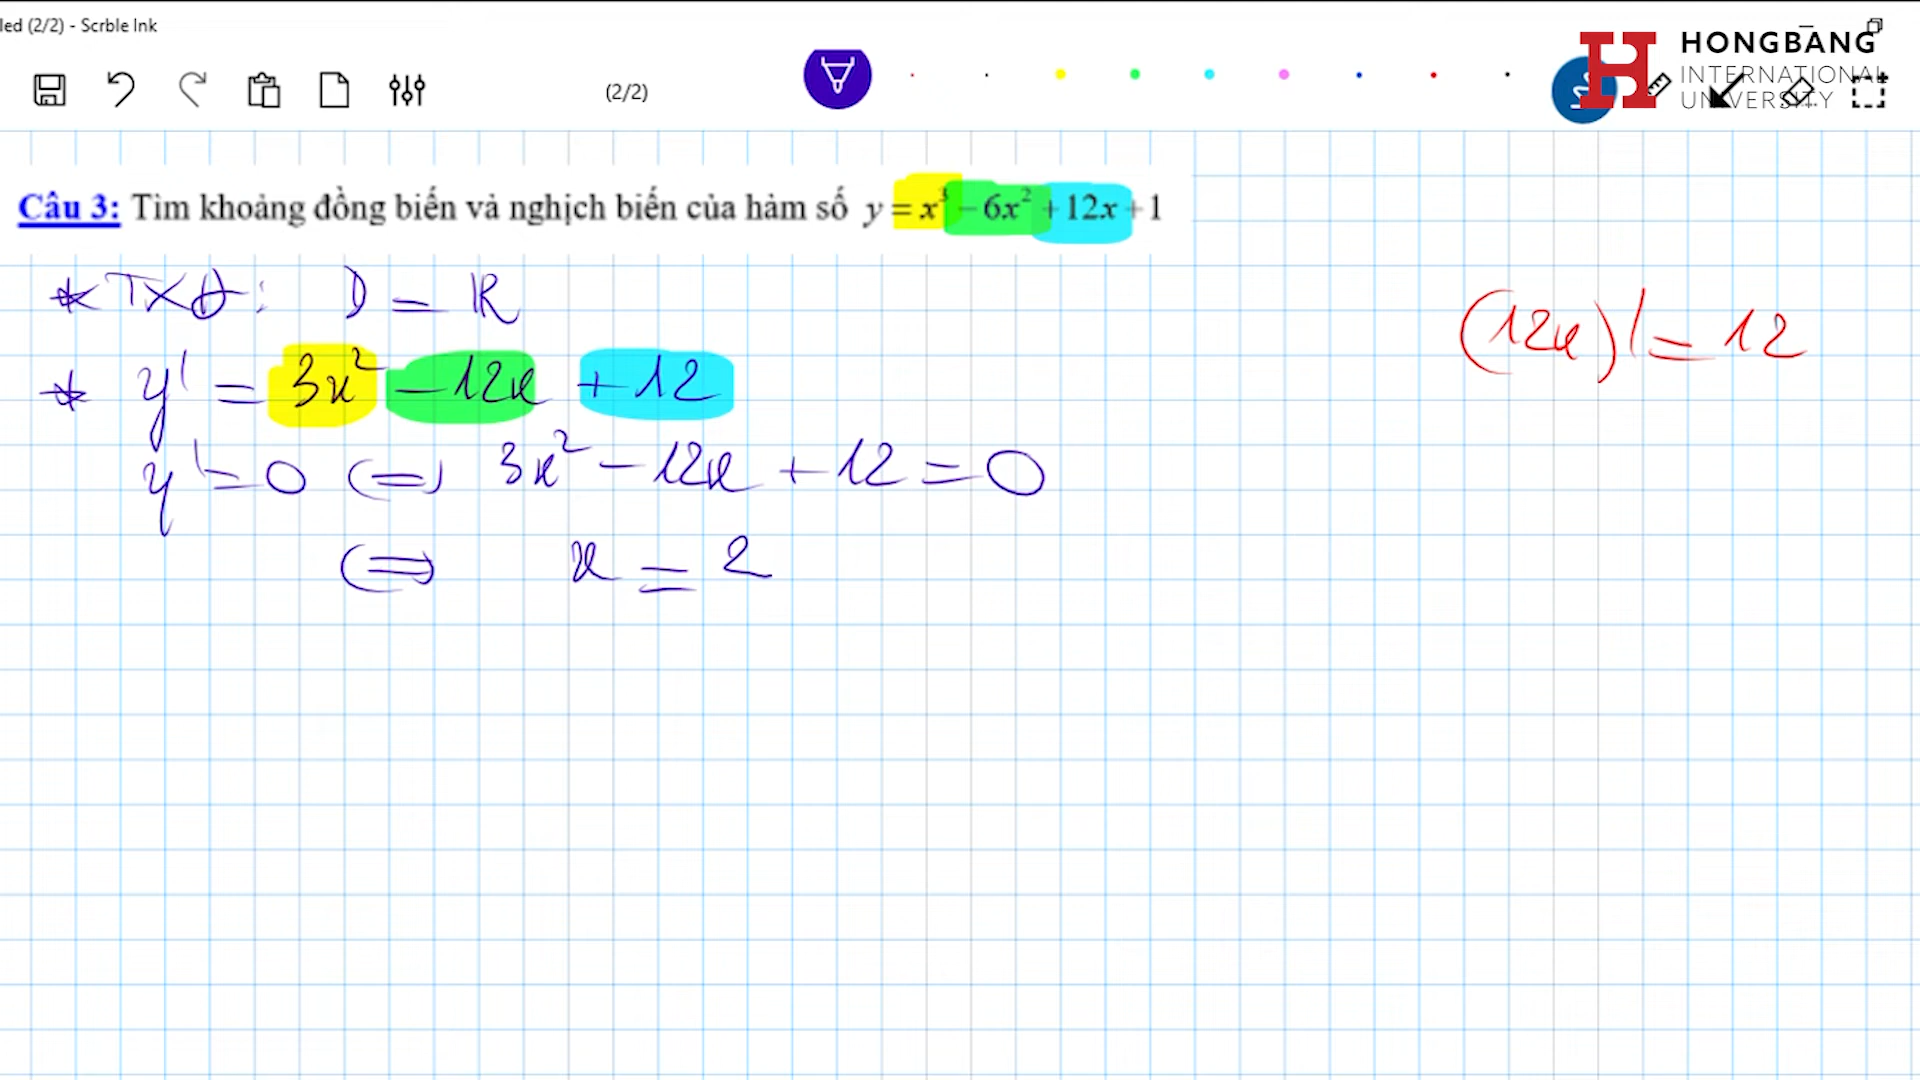 led (2/2) - Scrble Ink
(2/2)
HONGBANG
INTERNATIONAL
UNIVERSITY
Câu 3: Tìm khoảng đồng biến và nghịch biến của hàm số y = x³ − 6x² + 12x + 1
* TXĐ: D = ℝ
(12x)' = 12
* y' = 3x² − 12x + 12
y' = 0 ⇔ 3x² − 12x + 12 = 0
⇔ x = 2